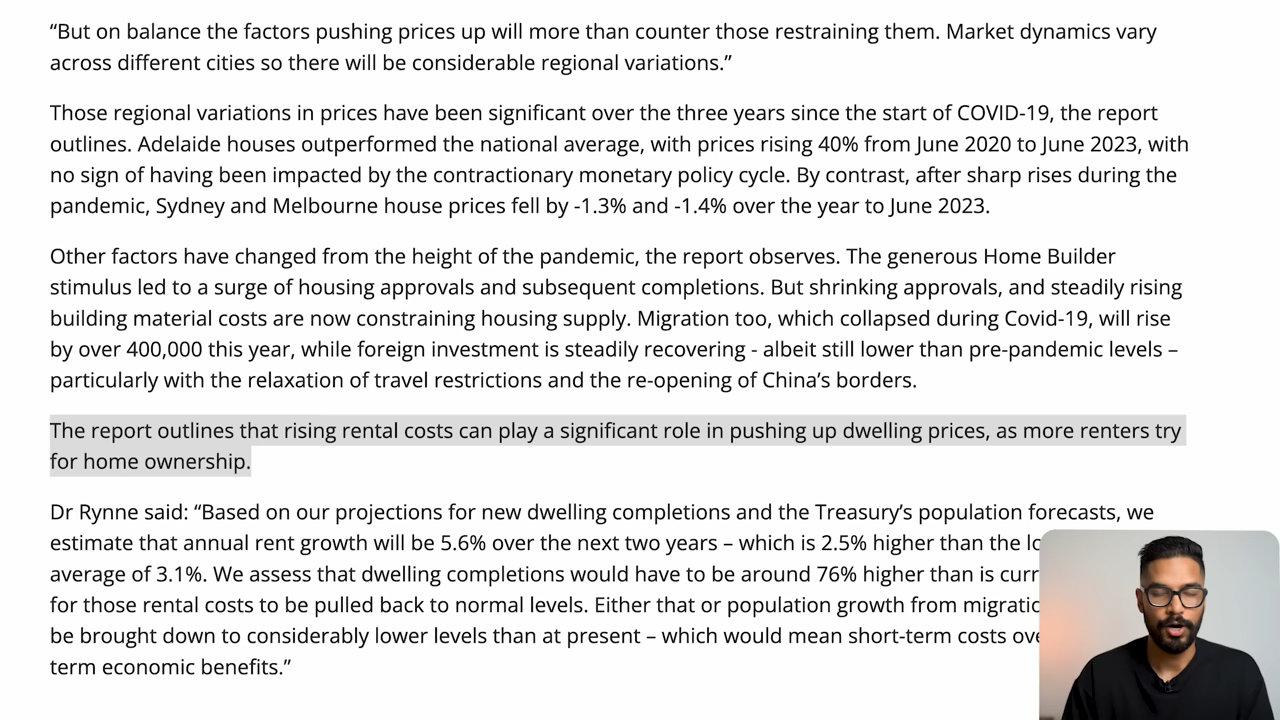 “But on balance the factors pushing prices up will more than counter those restraining them. Market dynamics vary
across different cities so there will be considerable regional variations.”
Those regional variations in prices have been significant over the three years since the start of COVID-19, the report
outlines. Adelaide houses outperformed the national average, with prices rising 40% from June 2020 to June 2023, with
no sign of having been impacted by the contractionary monetary policy cycle. By contrast, after sharp rises during the
pandemic, Sydney and Melbourne house prices fell by -1.3% and -1.4% over the year to June 2023.
Other factors have changed from the height of the pandemic, the report observes. The generous Home Builder
stimulus led to a surge of housing approvals and subsequent completions. But shrinking approvals, and steadily rising
building material costs are now constraining housing supply. Migration too, which collapsed during Covid-19, will rise
by over 400,000 this year, while foreign investment is steadily recovering - albeit still lower than pre-pandemic levels –
particularly with the relaxation of travel restrictions and the re-opening of China’s borders.
The report outlines that rising rental costs can play a significant role in pushing up dwelling prices, as more renters try
for home ownership.
Dr Rynne said: “Based on our projections for new dwelling completions and the Treasury’s population forecasts, we
estimate that annual rent growth will be 5.6% over the next two years – which is 2.5% higher than the
average of 3.1%. We assess that dwelling completions would have to be around 76% higher than is
for those rental costs to be pulled back to normal levels. Either that or population growth from
be brought down to considerably lower levels than at present – which would mean short-term costs
term economic benefits.”